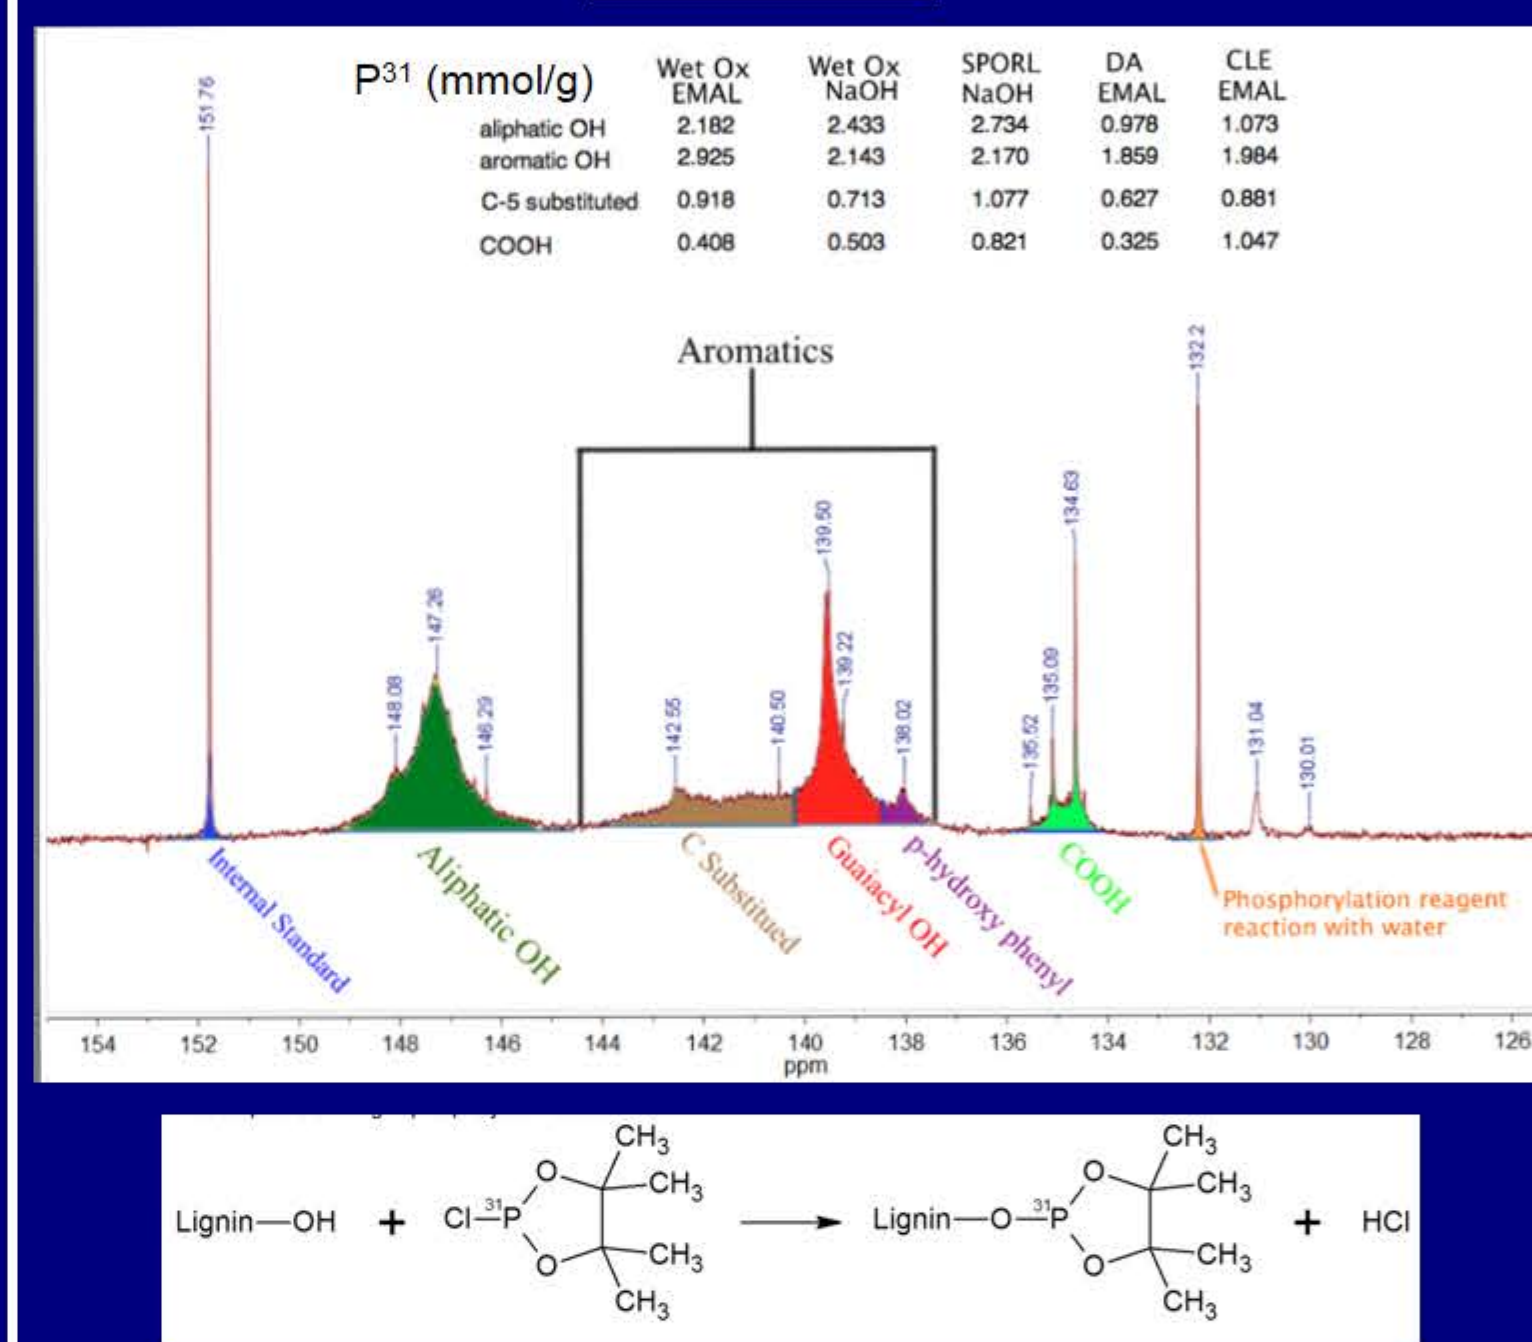 P³¹ (mmol/g)
Wet Ox EMAL Wet Ox NaOH SPORL NaOH DA EMAL CLE EMAL
aliphatic OH 2.182 2.433 2.734 0.978 1.073
aromatic OH 2.925 2.143 2.170 1.859 1.984
C-5 substituted 0.918 0.713 1.077 0.627 0.881
COOH 0.408 0.503 0.821 0.325 1.047
Aromatics
151.76
148.08
147.26
146.29
142.55
140.50
139.50
139.22
138.02
135.52
135.09
134.63
132.2
131.04
130.01
Internal Standard
Aliphatic OH
C Substitued
Guaiacyl OH
p-hydroxy phenyl
COOH
Phosphorylation reagent
reaction with water
154 152 150 148 146 144 142 140 138 136 134 132 130 128 126
ppm
Lignin—OH + Cl—³¹P O O CH₃ CH₃ CH₃ CH₃ → Lignin—O—³¹P O O CH₃ CH₃ CH₃ CH₃ + HCl